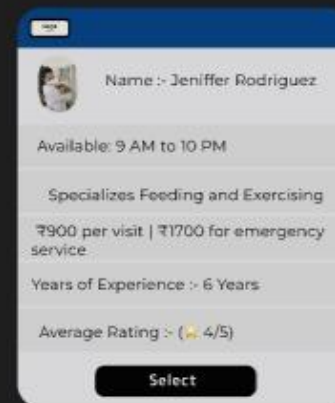 Name :- Jeniffer Rodriguez
Available: 9 AM to 10 PM
Specializes Feeding and Exercising
₹900 per visit | ₹1700 for emergency
service
Years of Experience :- 6 Years
Average Rating :- (⭐ 4/5)
Select